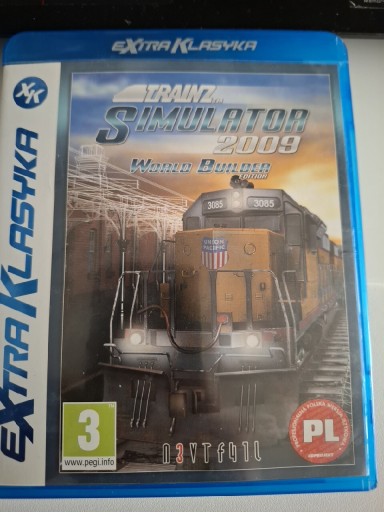 EXTRA KLASYKA
XK
EXTRA KLASYKA
TRAINZ
SIMULATOR
2009
WORLD BUILDER
EDITION
3085 3085
UNION
PACIFIC
3
www.pegi.info
N3VTF41L
PL